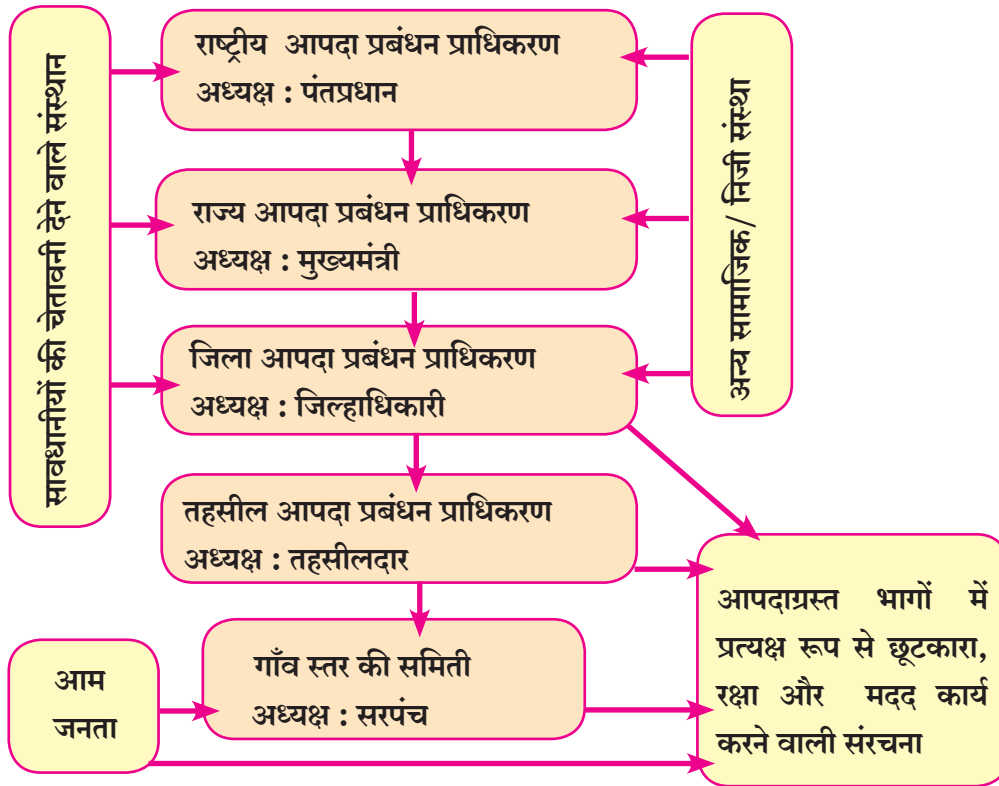 सावधानीयों की चेतावनी देने वाले संस्थान
राष्ट्रीय आपदा प्रबंधन प्राधिकरण
अध्यक्ष : पंतप्रधान
राज्य आपदा प्रबंधन प्राधिकरण
अध्यक्ष : मुख्यमंत्री
जिला आपदा प्रबंधन प्राधिकरण
अध्यक्ष : जिल्हाधिकारी
तहसील आपदा प्रबंधन प्राधिकरण
अध्यक्ष : तहसीलदार
गाँव स्तर की समिती
अध्यक्ष : सरपंच
आम
जनता
अन्य सामाजिक/ निजी संस्था
आपदाग्रस्त भागों में
प्रत्यक्ष रूप से छूटकारा,
रक्षा और मदद कार्य
करने वाली संरचना